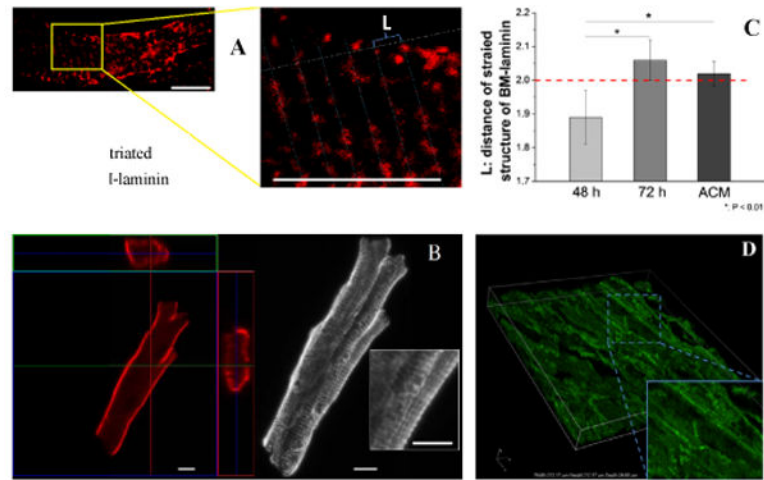 A
L
triated
l-laminin
C
L: distance of straied
structure of BM-laminin
2.2
2.1
2.0
1.9
1.8
1.7
*
*
48 h
72 h
ACM
*: P < 0.01
B
D